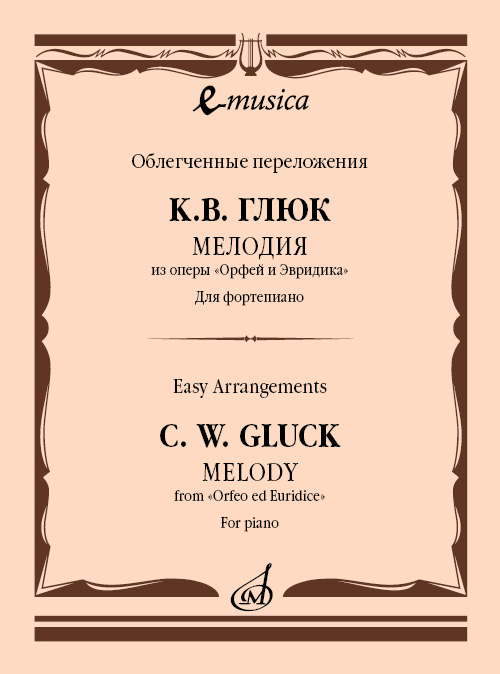 e-musica
Облегченные переложения
К.В. ГЛЮК
МЕЛОДИЯ
из оперы «Орфей и Эвридика»
Для фортепиано
Easy Arrangements
C. W. GLUCK
MELODY
from «Orfeo ed Euridice»
For piano
М